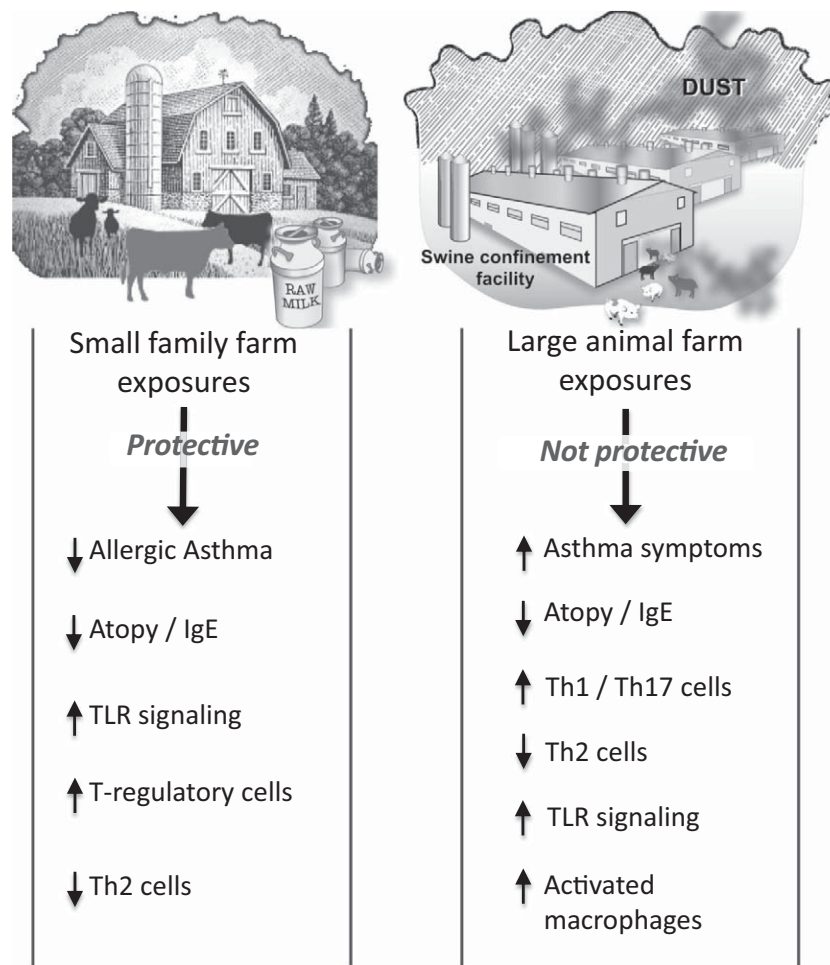 RAW
MILK
Small family farm
exposures
Protective
↓ Allergic Asthma
↓ Atopy / IgE
↑ TLR signaling
↑ T-regulatory cells
↓ Th2 cells
DUST
Swine confinement
facility
Large animal farm
exposures
Not protective
↑ Asthma symptoms
↓ Atopy / IgE
↑ Th1 / Th17 cells
↓ Th2 cells
↑ TLR signaling
↑ Activated
macrophages